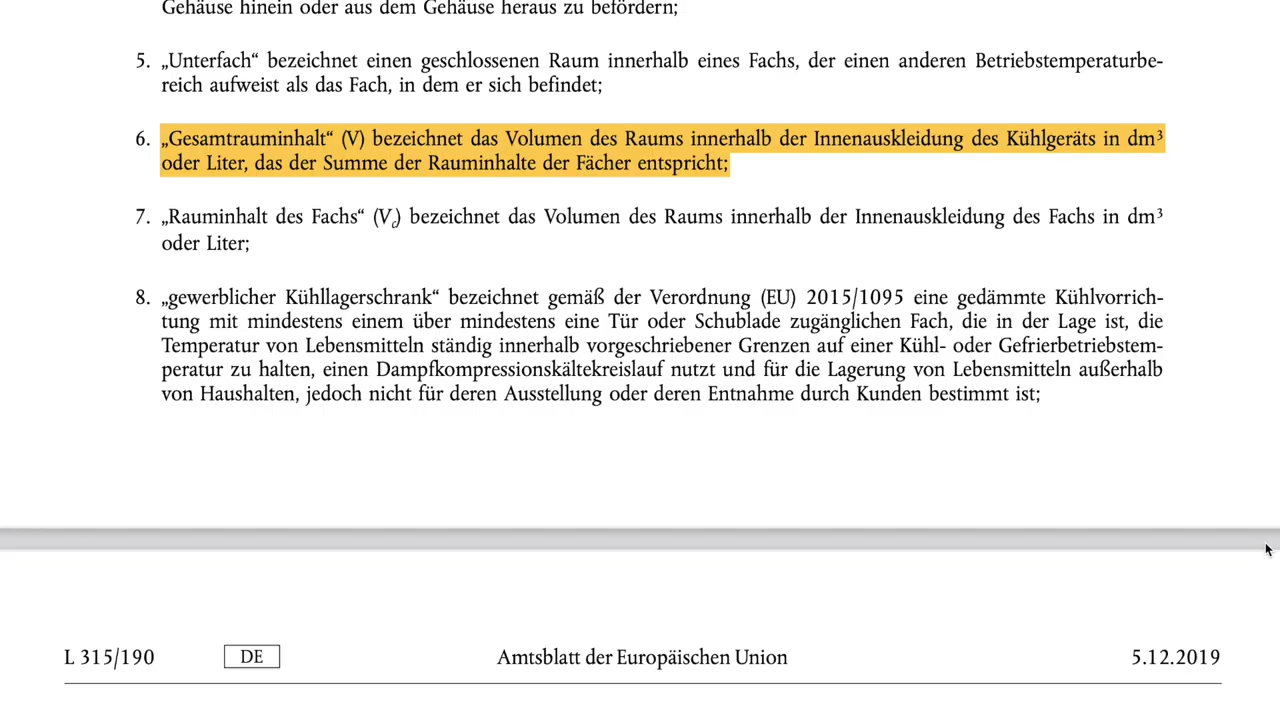 Gehäuse hinein oder aus dem Gehäuse heraus zu befördern;
5. „Unterfach“ bezeichnet einen geschlossenen Raum innerhalb eines Fachs, der einen anderen Betriebstemperaturbe-
reich aufweist als das Fach, in dem er sich befindet;
6. „Gesamtrauminhalt“ (V) bezeichnet das Volumen des Raums innerhalb der Innenauskleidung des Kühlgeräts in dm³
oder Liter, das der Summe der Rauminhalte der Fächer entspricht;
7. „Rauminhalt des Fachs“ (Vc) bezeichnet das Volumen des Raums innerhalb der Innenauskleidung des Fachs in dm³
oder Liter;
8. „gewerblicher Kühllagerschrank“ bezeichnet gemäß der Verordnung (EU) 2015/1095 eine gedämmte Kühlvorrich-
tung mit mindestens einem über mindestens eine Tür oder Schublade zugänglichen Fach, die in der Lage ist, die
Temperatur von Lebensmitteln ständig innerhalb vorgeschriebener Grenzen auf einer Kühl- oder Gefrierbetriebstem-
peratur zu halten, einen Dampfkompressionskältekreislauf nutzt und für die Lagerung von Lebensmitteln außerhalb
von Haushalten, jedoch nicht für deren Ausstellung oder deren Entnahme durch Kunden bestimmt ist;
L 315/190 DE Amtsblatt der Europäischen Union 5.12.2019